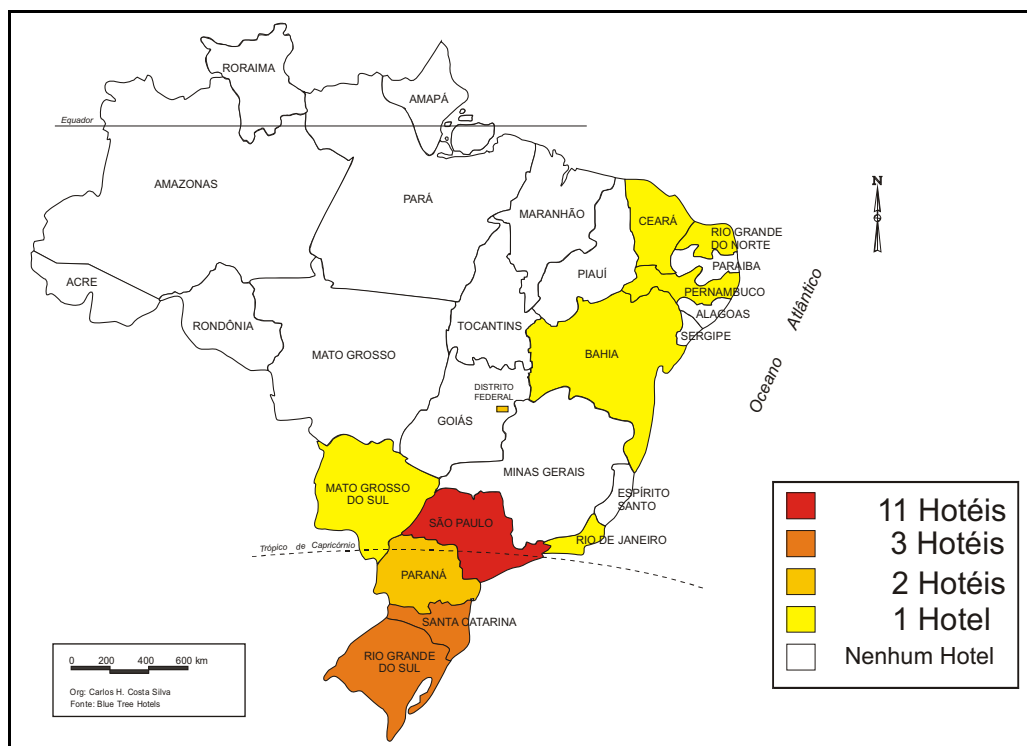 RORAIMA
AMAPÁ
Equador
AMAZONAS
PARÁ
MARANHÃO
CEARÁ
RIO GRANDE
DO NORTE
PARAIBA
PIAUÍ
PERNAMBUCO
ALAGOAS
SERGIPE
ACRE
RONDÔNIA
TOCANTINS
MATO GROSSO
BAHIA
DISTRITO
FEDERAL
GOIÁS
MINAS GERAIS
ESPÍRITO
SANTO
MATO GROSSO
DO SUL
SÃO PAULO
RIO DE JANEIRO
Trópico de Capricórnio
PARANÁ
SANTA CATARINA
RIO GRANDE
DO SUL
N
Oceano Atlântico
11 Hotéis
3 Hotéis
2 Hotéis
1 Hotel
Nenhum Hotel
0 200 400 600 km
Org: Carlos H. Costa Silva
Fonte: Blue Tree Hotels